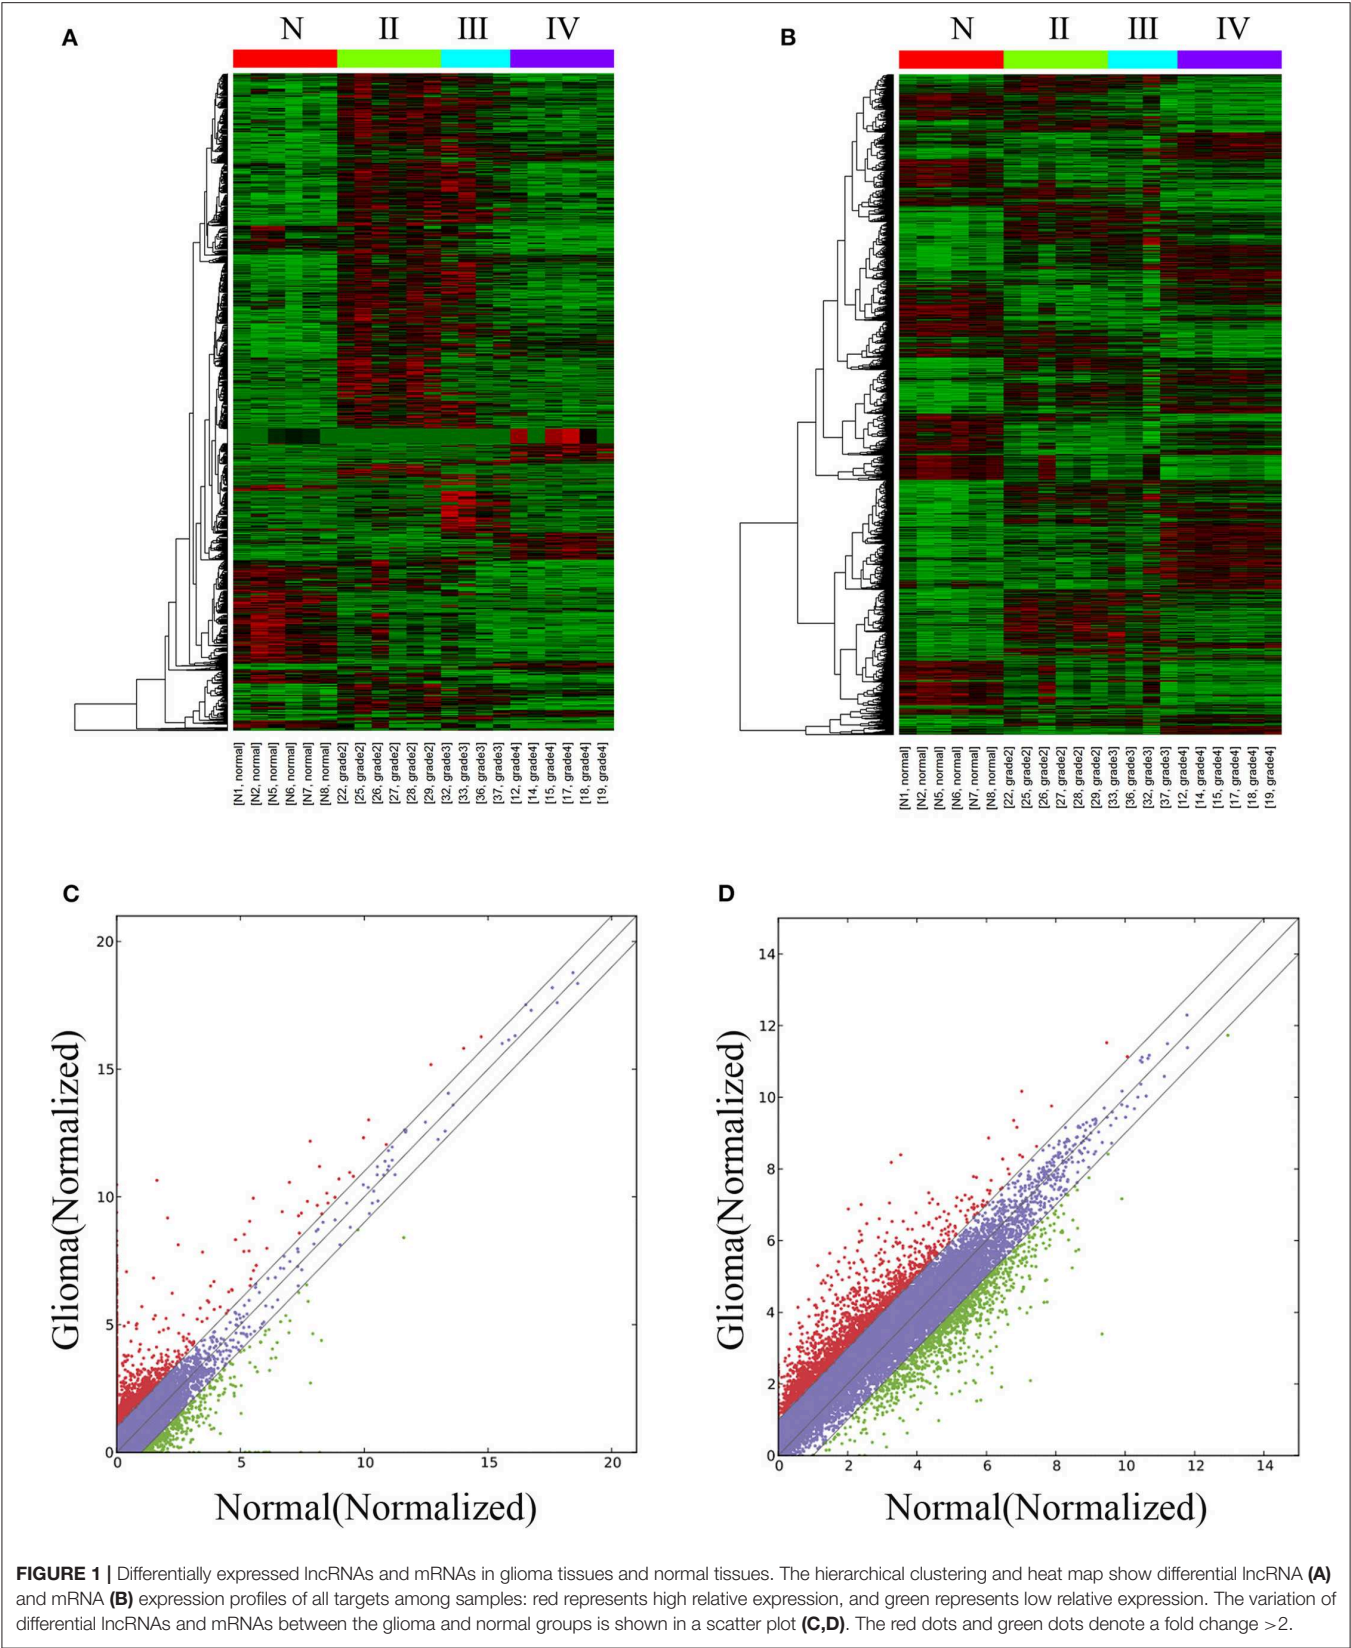 A
N II III IV
[N1, normal]
[N2, normal]
[N5, normal]
[N6, normal]
[N7, normal]
[N8, normal]
[22, grade2]
[25, grade2]
[26, grade2]
[27, grade2]
[28, grade2]
[29, grade2]
[32, grade3]
[33, grade3]
[36, grade3]
[37, grade3]
[12, grade4]
[14, grade4]
[15, grade4]
[17, grade4]
[18, grade4]
[19, grade4]
B
N II III IV
[N1, normal]
[N2, normal]
[N5, normal]
[N6, normal]
[N7, normal]
[N8, normal]
[22, grade2]
[25, grade2]
[26, grade2]
[27, grade2]
[28, grade2]
[29, grade2]
[33, grade3]
[36, grade3]
[32, grade3]
[37, grade3]
[12, grade4]
[14, grade4]
[15, grade4]
[17, grade4]
[18, grade4]
[19, grade4]
C
Glioma(Normalized)
20
15
10
5
0
0 5 10 15 20
Normal(Normalized)
D
Glioma(Normalized)
14
12
10
8
6
4
2
0
0 2 4 6 8 10 12 14
Normal(Normalized)
FIGURE 1 | Differentially expressed lncRNAs and mRNAs in glioma tissues and normal tissues. The hierarchical clustering and heat map show differential lncRNA (A)
and mRNA (B) expression profiles of all targets among samples: red represents high relative expression, and green represents low relative expression. The variation of
differential lncRNAs and mRNAs between the glioma and normal groups is shown in a scatter plot (C,D). The red dots and green dots denote a fold change >2.